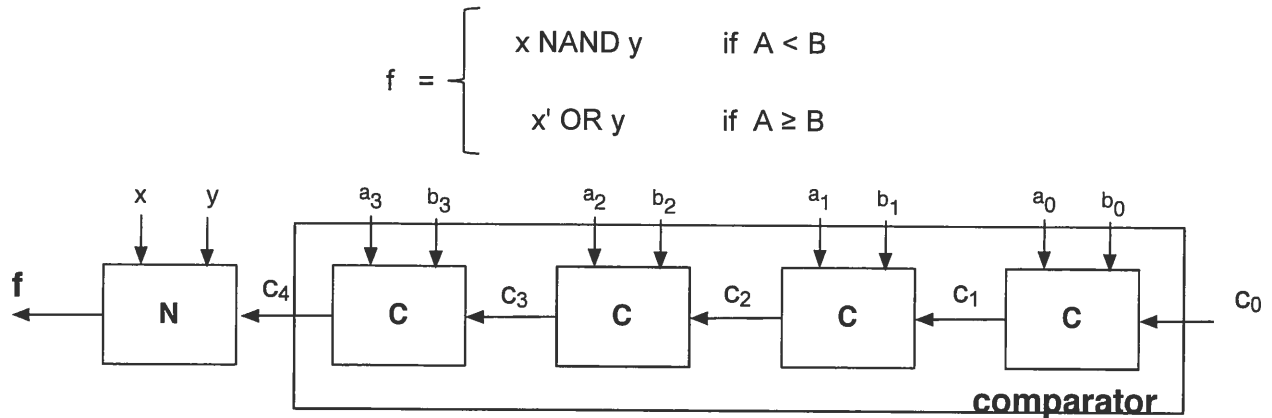 x NAND y if A < B
f =
x' OR y if A ≥ B
x y a3 b3 a2 b2 a1 b1 a0 b0
f N c4 C c3 C c2 C c1 C c0
comparator